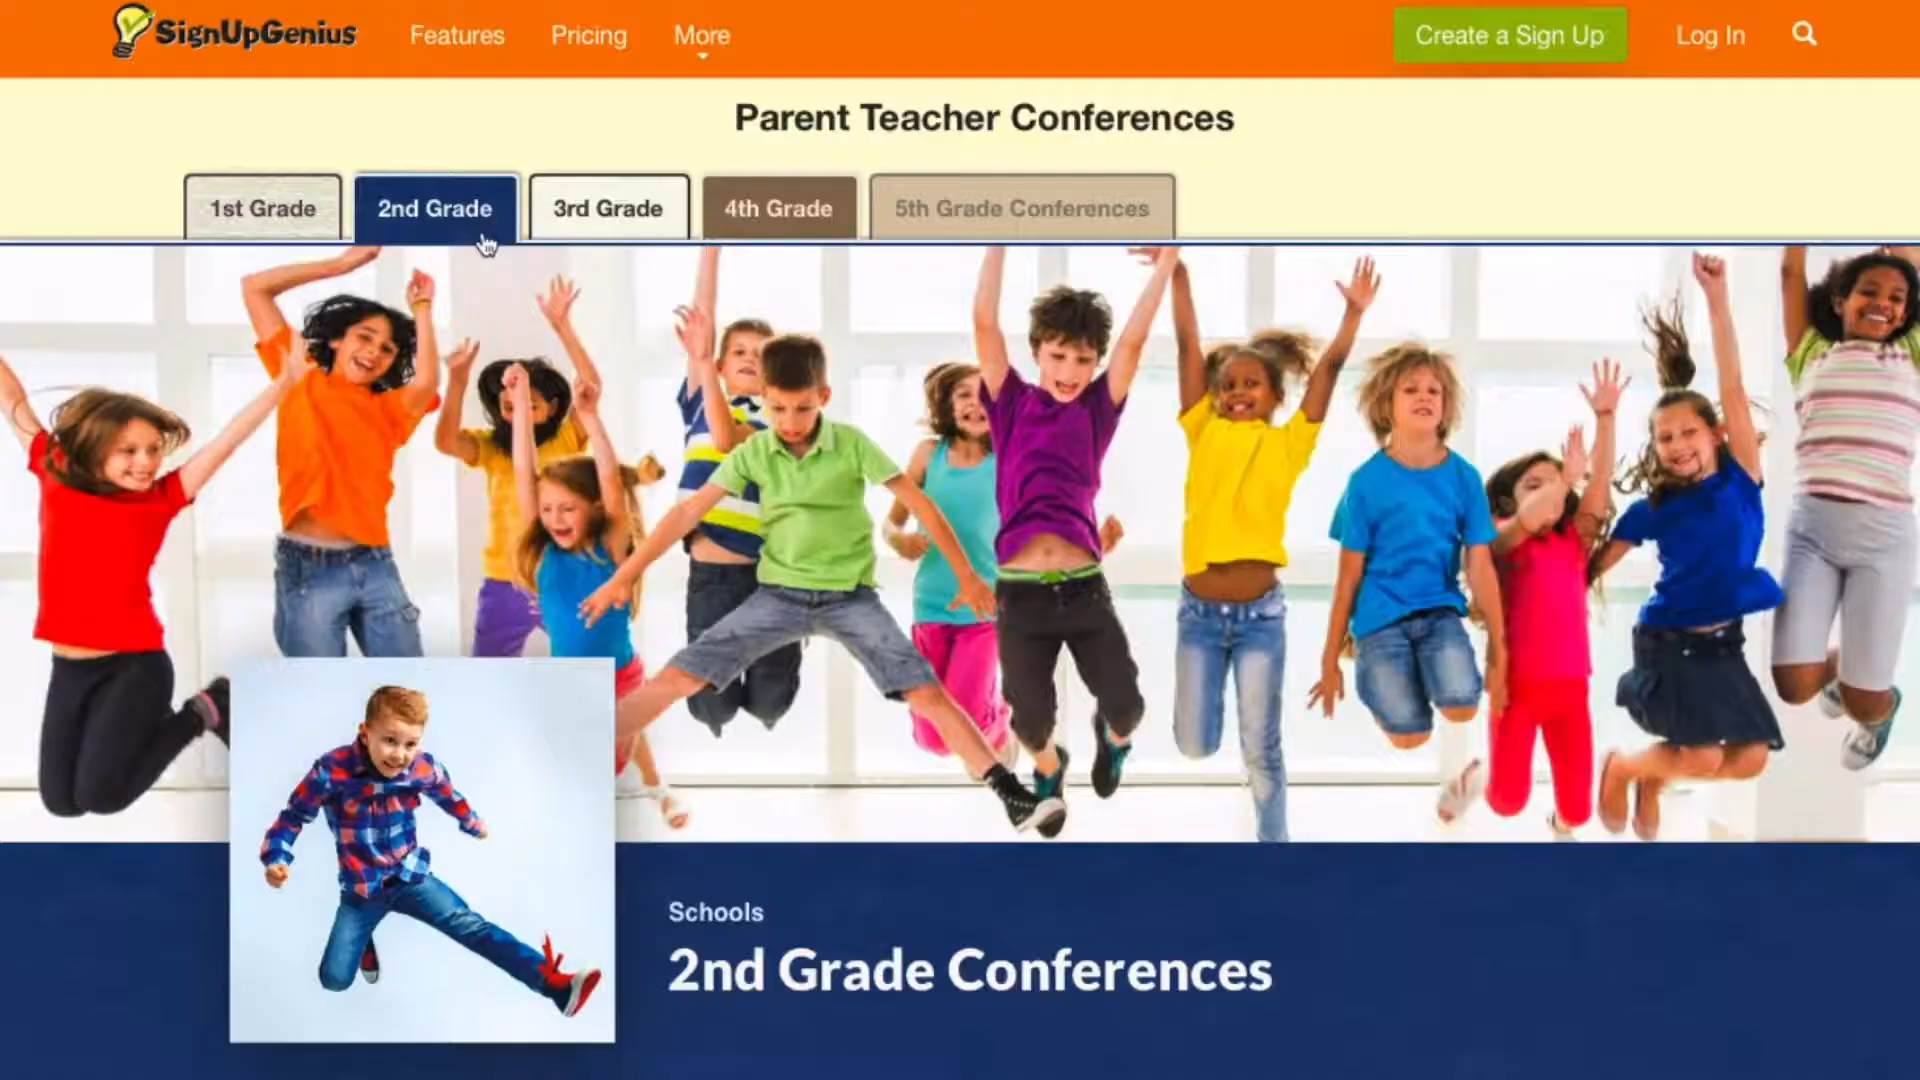 SignUpGenius Features Pricing More Create a Sign Up Log In
Parent Teacher Conferences
1st Grade 2nd Grade 3rd Grade 4th Grade 5th Grade Conferences
Schools
2nd Grade Conferences